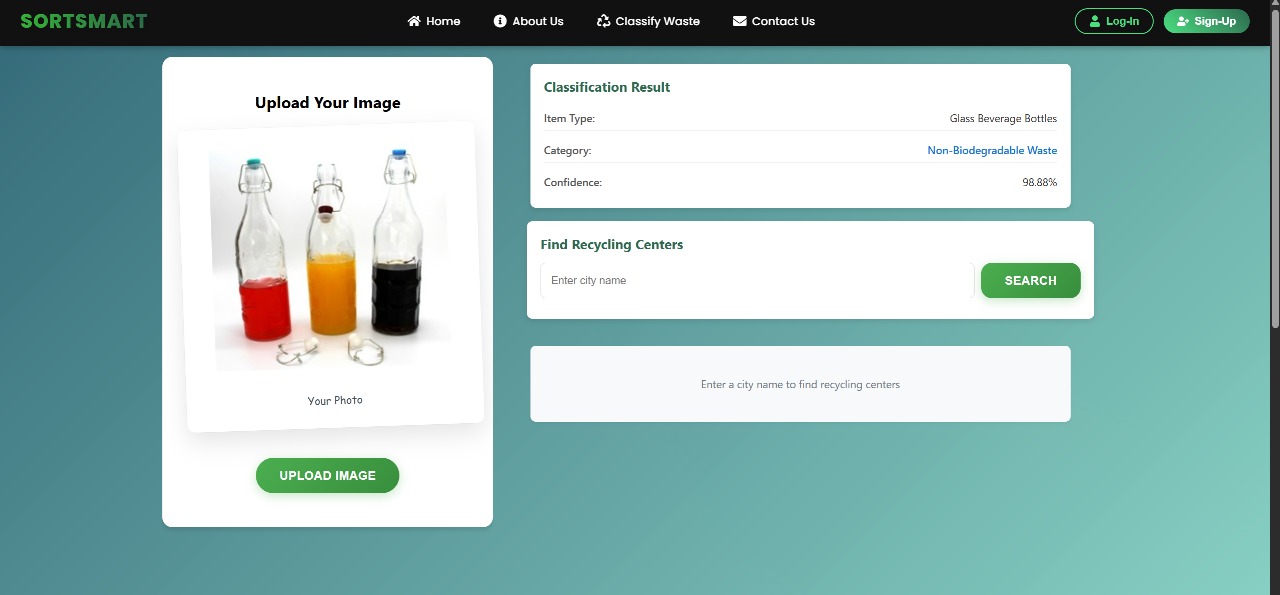 SORTSMART
Home
About Us
Classify Waste
Contact Us
Log-In
Sign-Up
Upload Your Image
Your Photo
UPLOAD IMAGE
Classification Result
Item Type: Glass Beverage Bottles
Category: Non-Biodegradable Waste
Confidence: 98.88%
Find Recycling Centers
Enter city name
SEARCH
Enter a city name to find recycling centers